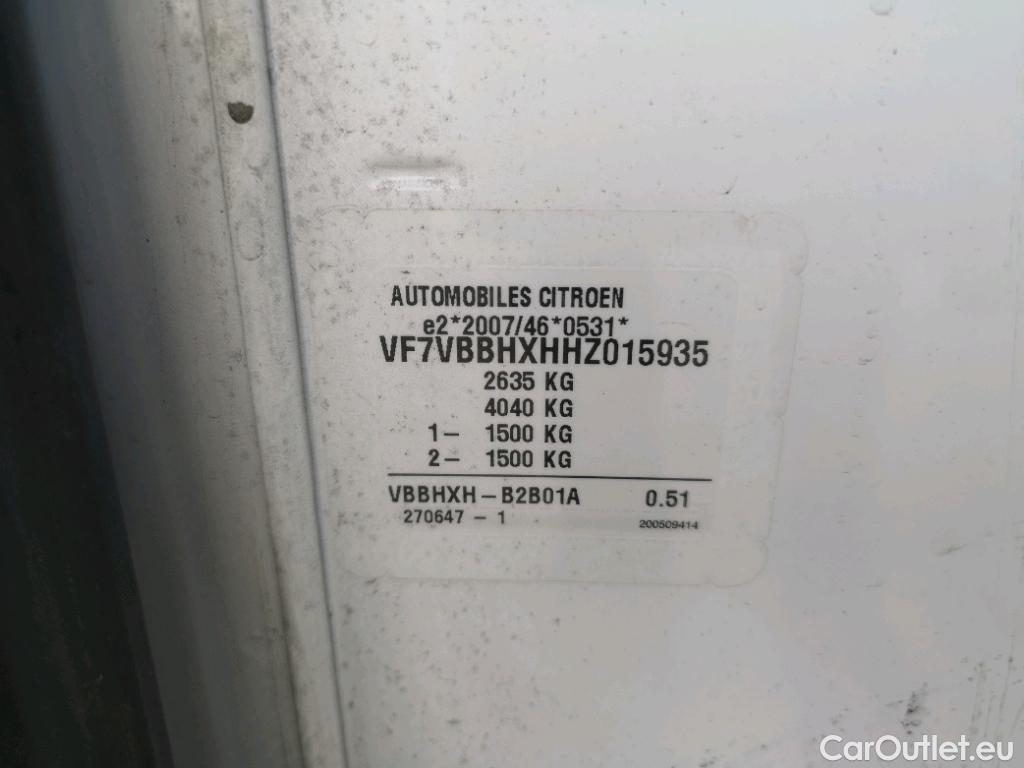 AUTOMOBILES CITROEN
e2*2007/46*0531*
VF7VBBHXHHZ015935
2635 KG
4040 KG
1- 1500 KG
2- 1500 KG
VBBHXH-B2B01A 0.51
270647-1 200509414
CarOutlet.eu